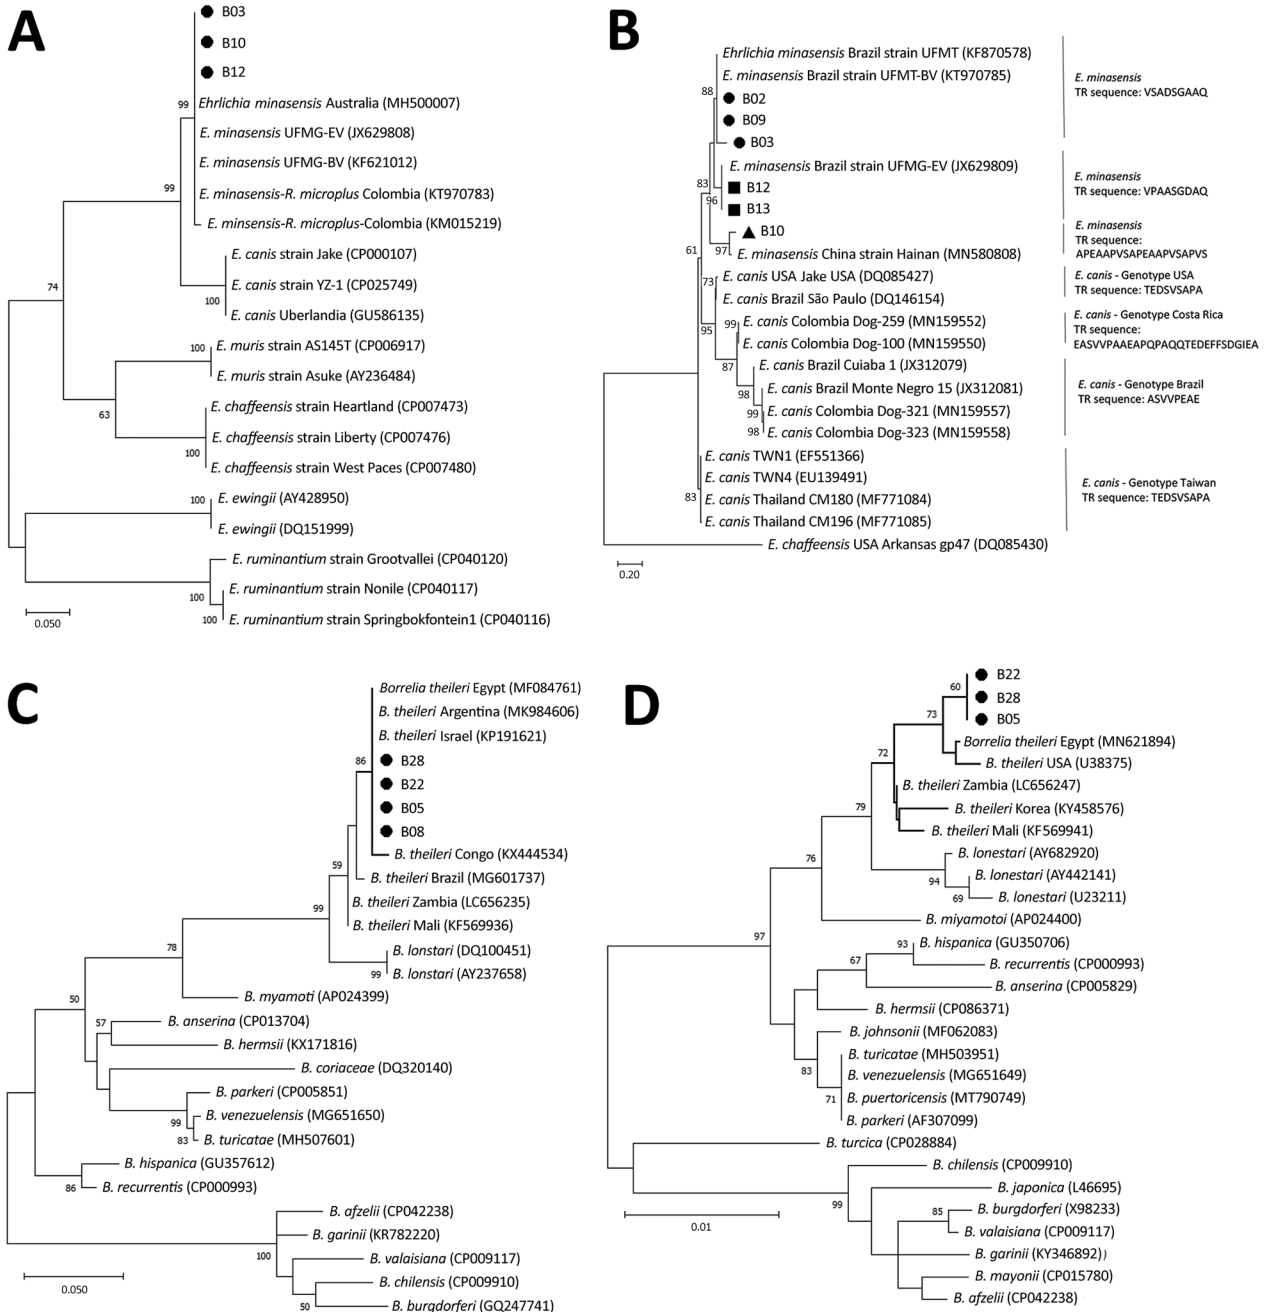 A
B03
B10
B12
99
Ehrlichia minasensis Australia (MH500007)
E. minasensis UFMG-EV (JX629808)
E. minasensis UFMG-BV (KF621012)
99
E. minasensis-R. microplus Colombia (KT970783)
E. minsensis-R. microplus-Colombia (KM015219)
E. canis strain Jake (CP000107)
74
E. canis strain YZ-1 (CP025749)
100
E. canis Uberlandia (GU586135)
100
E. muris strain AS145T (CP006917)
E. muris strain Asuke (AY236484)
63
E. chaffeensis strain Heartland (CP007473)
E. chaffeensis strain Liberty (CP007476)
100
E. chaffeensis strain West Paces (CP007480)
100
E. ewingii (AY428950)
E. ewingii (DQ151999)
E. ruminantium strain Grootvallei (CP040120)
100
E. ruminantium strain Nonile (CP040117)
100
E. ruminantium strain Springbokfontein1 (CP040116)
0.050
B
Ehrlichia minasensis Brazil strain UFMT (KF870578)
E. minasensis Brazil strain UFMT-BV (KT970785)
88
B02
B09
B03
E. minasensis
TR sequence: VSADSGAAQ
E. minasensis Brazil strain UFMG-EV (JX629809)
83
B12
96
B13
E. minasensis
TR sequence: VPAASGDAQ
B10
61
97
E. minasensis China strain Hainan (MN580808)
E. minasensis
TR sequence:
APEAAPVSAPEAAPVSAPVS
73
E. canis USA Jake USA (DQ085427)
E. canis Brazil São Paulo (DQ146154)
E. canis - Genotype USA
TR sequence: TEDSVSAPA
95
99
E. canis Colombia Dog-259 (MN159552)
E. canis Colombia Dog-100 (MN159550)
E. canis - Genotype Costa Rica
TR sequence:
EASVVPAAEAPQPAQQTEDEFFSDGIEA
87
E. canis Brazil Cuiaba 1 (JX312079)
98
E. canis Brazil Monte Negro 15 (JX312081)
99
E. canis Colombia Dog-321 (MN159557)
98
E. canis Colombia Dog-323 (MN159558)
E. canis - Genotype Brazil
TR sequence: ASVVPEAE
E. canis TWN1 (EF551366)
E. canis TWN4 (EU139491)
83
E. canis Thailand CM180 (MF771084)
E. canis Thailand CM196 (MF771085)
E. canis - Genotype Taiwan
TR sequence: TEDSVSAPA
E. chaffeensis USA Arkansas gp47 (DQ085430)
0.20
C
Borrelia theileri Egypt (MF084761)
B. theileri Argentina (MK984606)
B. theileri Israel (KP191621)
86
B28
B22
B05
B08
B. theileri Congo (KX444534)
59
B. theileri Brazil (MG601737)
99
B. theileri Zambia (LC656235)
B. theileri Mali (KF569936)
78
B. lonstari (DQ100451)
99
B. lonstari (AY237658)
50
B. myamoti (AP024399)
57
B. anserina (CP013704)
B. hermsii (KX171816)
B. coriaceae (DQ320140)
B. parkeri (CP005851)
99
B. venezuelensis (MG651650)
83
B. turicatae (MH507601)
B. hispanica (GU357612)
86
B. recurrentis (CP000993)
B. afzelii (CP042238)
B. garinii (KR782220)
100
B. valaisiana (CP009117)
B. chilensis (CP009910)
50
B. burgdorferi (GQ247741)
0.050
D
B22
60
B28
73
B05
Borrelia theileri Egypt (MN621894)
72
B. theileri USA (U38375)
B. theileri Zambia (LC656247)
79
B. theileri Korea (KY458576)
B. theileri Mali (KF569941)
76
B. lonestari (AY682920)
94
B. lonestari (AY442141)
69
B. lonestari (U23211)
B. miyamotoi (AP024400)
97
93
B. hispanica (GU350706)
67
B. recurrentis (CP000993)
B. anserina (CP005829)
B. hermsii (CP086371)
B. johnsonii (MF062083)
B. turicatae (MH503951)
83
B. venezuelensis (MG651649)
71
B. puertoricensis (MT790749)
B. parkeri (AF307099)
B. turcica (CP028884)
B. chilensis (CP009910)
99
B. japonica (L46695)
85
B. burgdorferi (X98233)
B. valaisiana (CP009117)
B. garinii (KY346892))
B. mayonii (CP015780)
B. afzelii (CP042238)
0.01